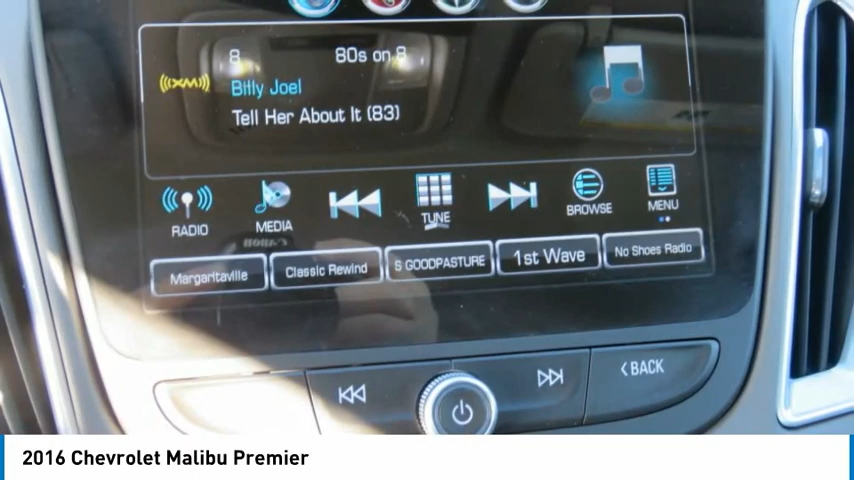 8 80s on 8
((XM))
Billy Joel
Tell Her About It (83)
RADIO MEDIA TUNE BROWSE MENU
Margaritaville Classic Rewind S GOODPASTURE 1st Wave No Shoes Radio
< BACK
2016 Chevrolet Malibu Premier